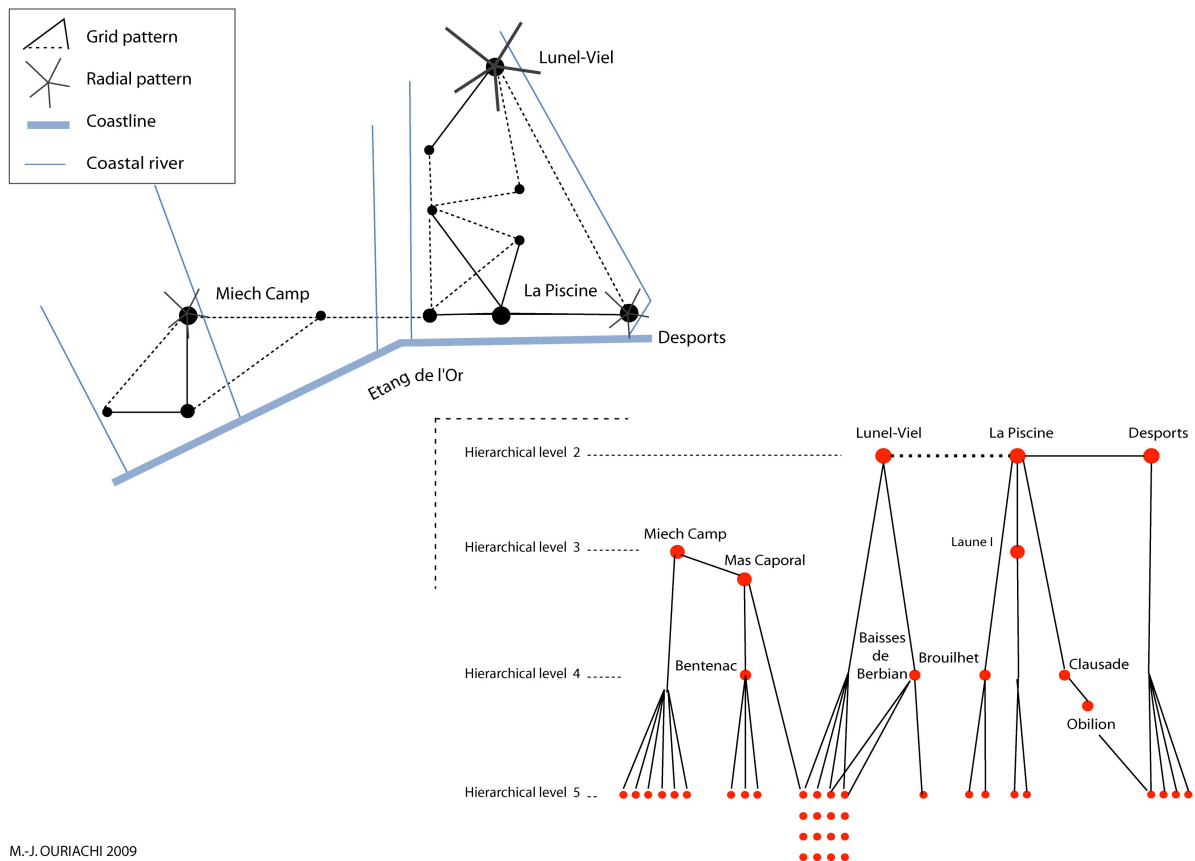 Grid pattern
Radial pattern
Coastline
Coastal river
Lunel-Viel
Miech Camp
La Piscine
Desports
Etang de l'Or
Lunel-Viel
La Piscine
Desports
Hierarchical level 2
Miech Camp
Hierarchical level 3
Laune I
Mas Caporal
Baisses
de
Berbian
Brouilhet
Bentenac
Clausade
Hierarchical level 4
Obilion
Hierarchical level 5
M.-J. OURIACHI 2009